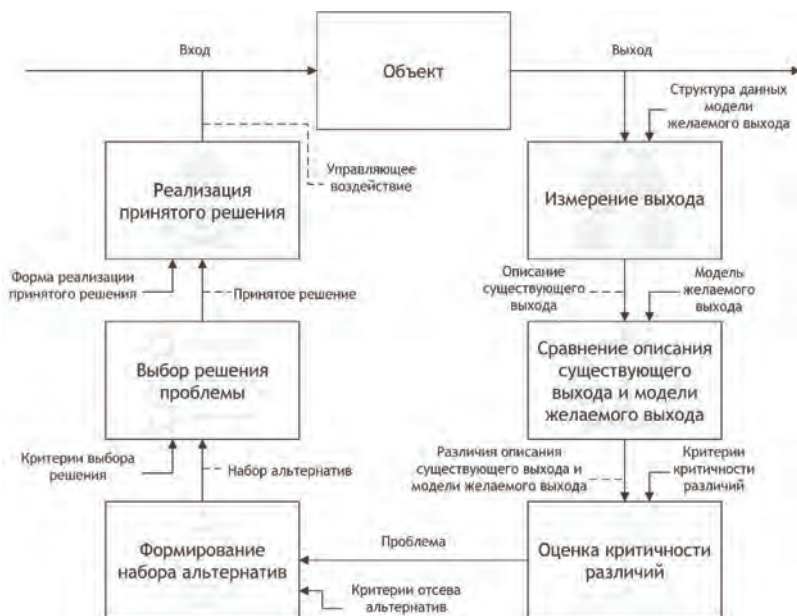 Вход
Объект
Выход
Структура данных
модели
желаемого выхода
Управляющее
воздействие
Реализация
принятого решения
Измерение выхода
Форма реализации
принятого решения
Принятое решение
Описание
существующего
выхода
Модель
желаемого
выхода
Выбор решения
проблемы
Сравнение описания
существующего
выхода и модели
желаемого выхода
Критерии выбора
решения
Набор альтернатив
Различия описания
существующего выхода и
модели желаемого выхода
Критерии
критичности
различий
Формирование
набора альтернатив
Проблема
Критерии отсева
альтернатив
Оценка критичности
различий